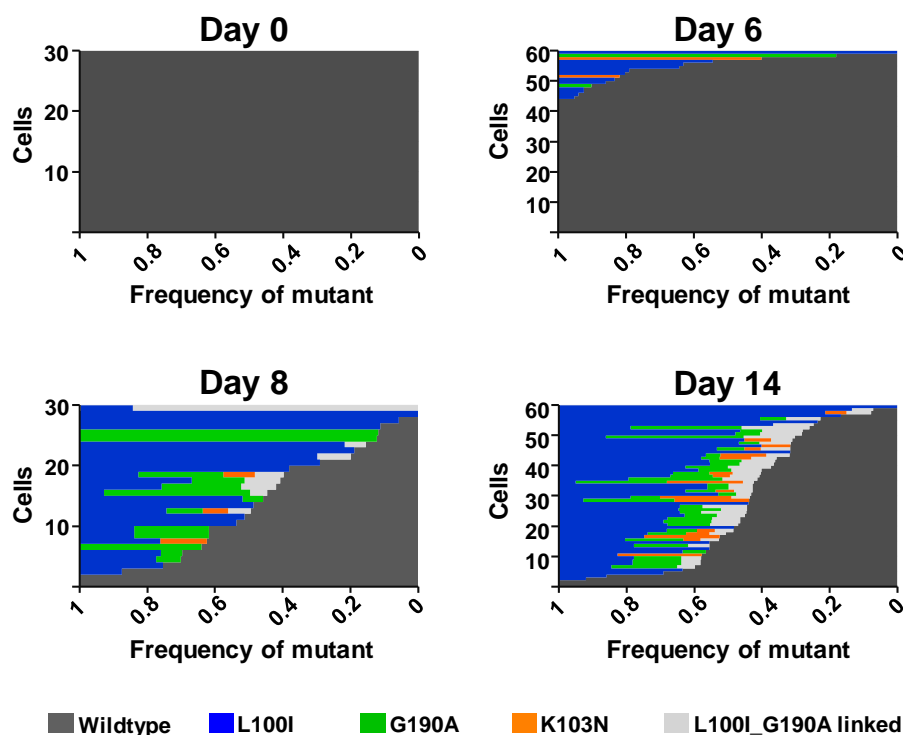 Day 0
Day 6
30
20
10
Cells
1 0.8 0.6 0.4 0.2 0
Frequency of mutant
60
50
40
30
20
10
Cells
1 0.8 0.6 0.4 0.2 0
Frequency of mutant
Day 8
Day 14
30
20
10
Cells
1 0.8 0.6 0.4 0.2 0
Frequency of mutant
60
50
40
30
20
10
Cells
1 0.8 0.6 0.4 0.2 0
Frequency of mutant
Wildtype L100I G190A K103N L100I_G190A linked